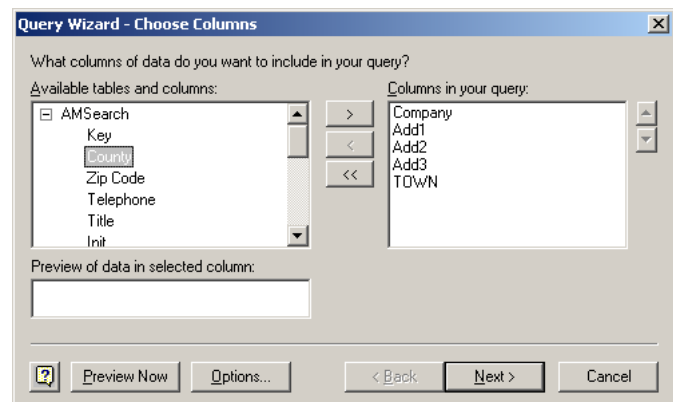 Query Wizard - Choose Columns
What columns of data do you want to include in your query?
Available tables and columns:
Columns in your query:
AMSearch
Key
County
Zip Code
Telephone
Title
Init
>
<
<<
Company
Add1
Add2
Add3
TOWN
Preview of data in selected column:
?
Preview Now
Options...
< Back
Next >
Cancel